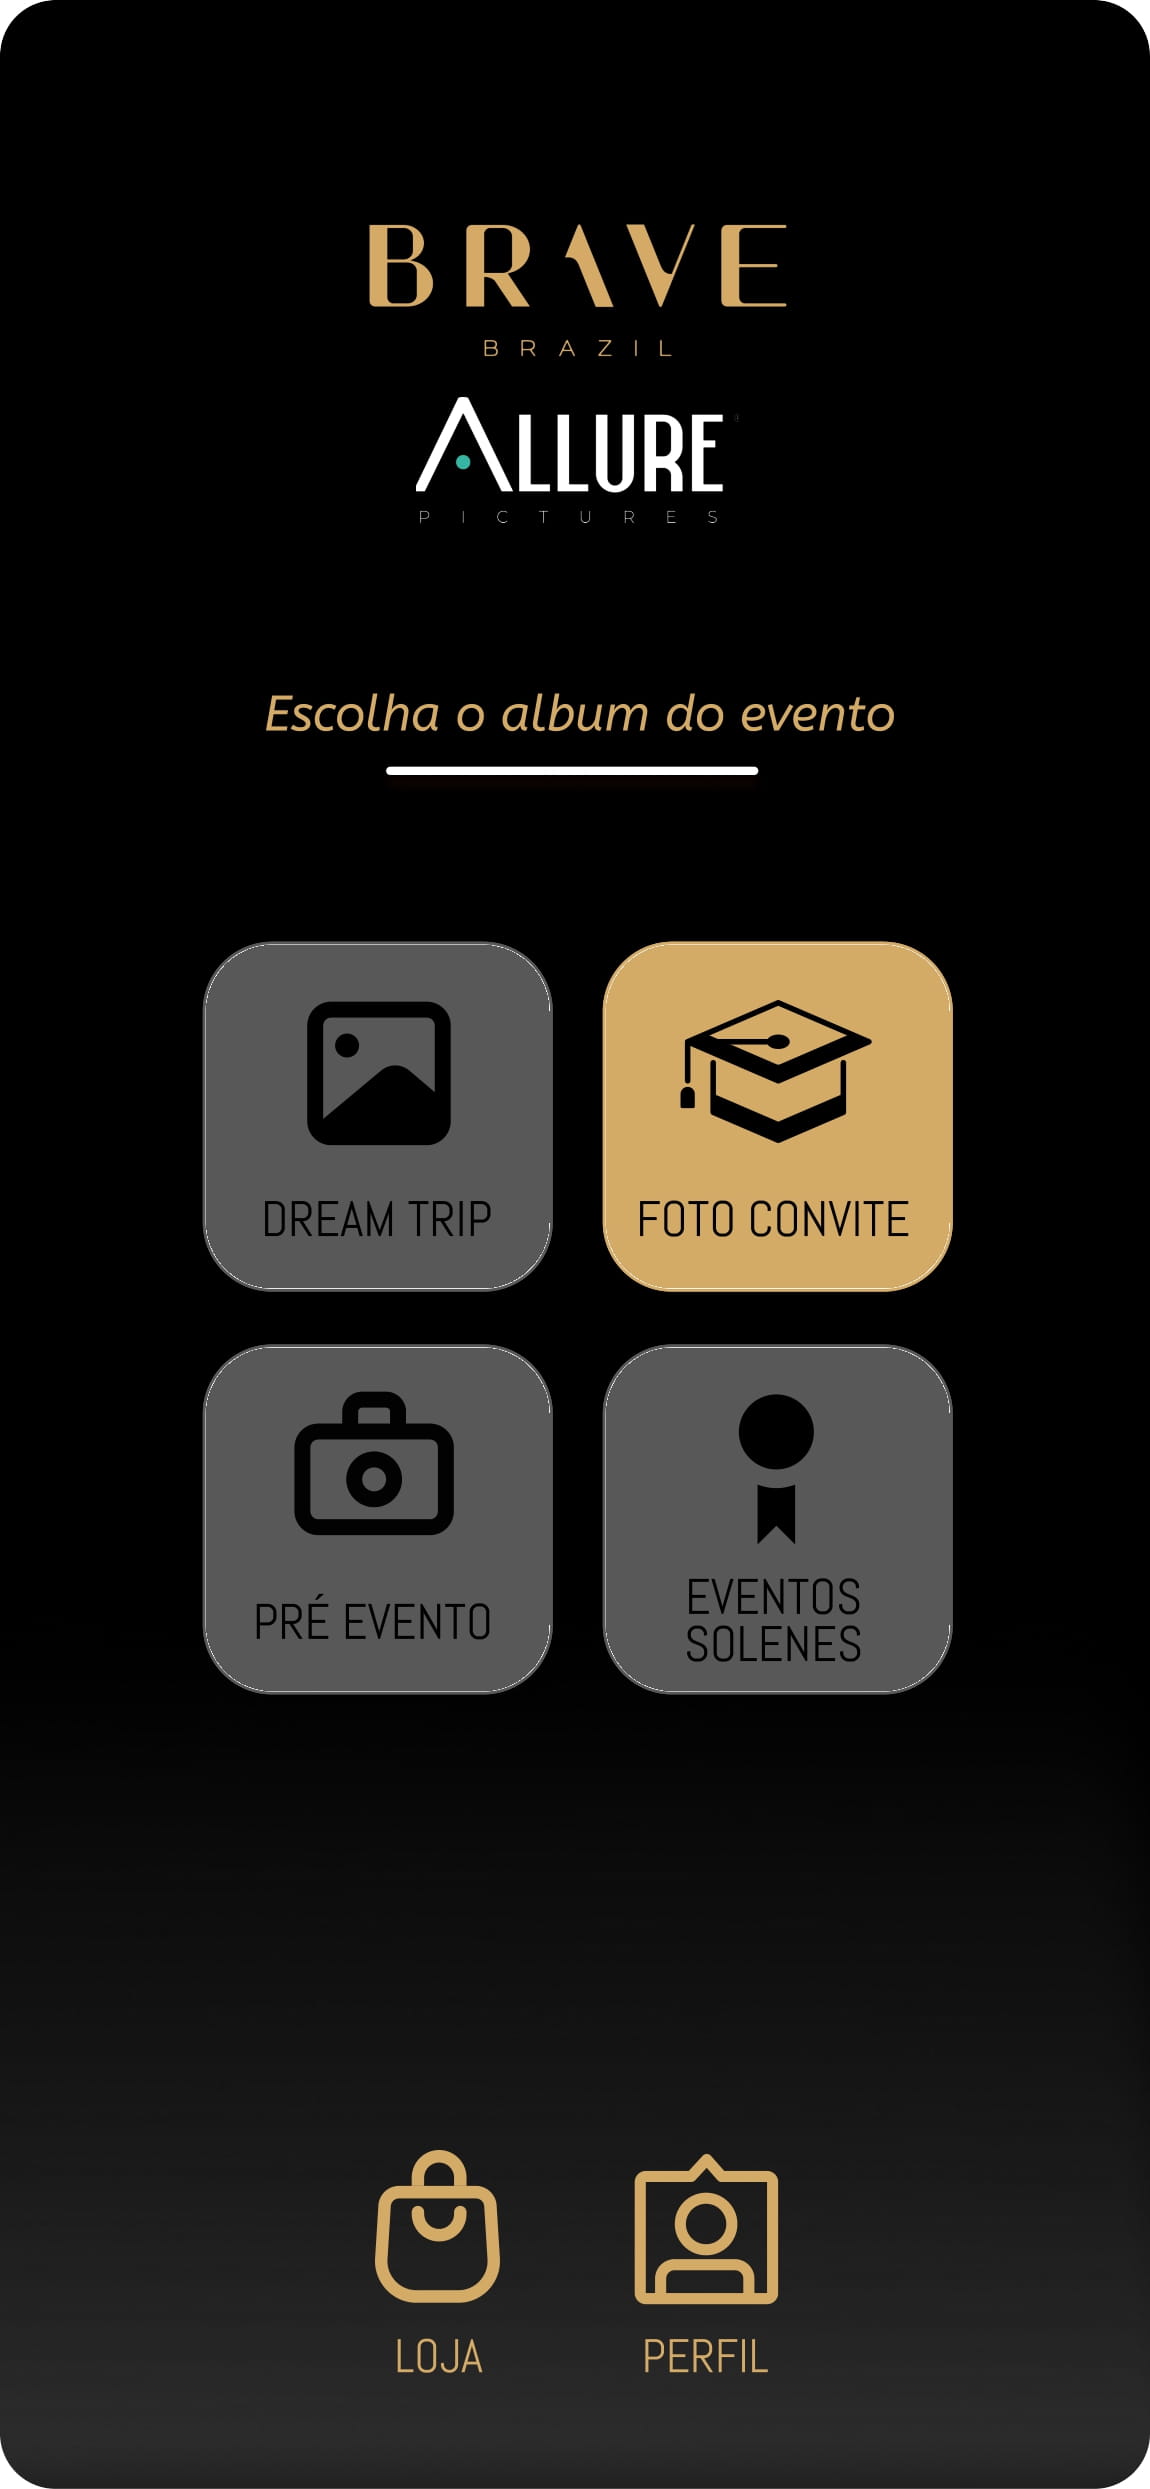 BRAVE
BRAZIL
ALLURE
PICTURES
Escolha o album do evento
DREAM TRIP
FOTO CONVITE
PRÉ EVENTO
EVENTOS
SOLENES
LOJA
PERFIL